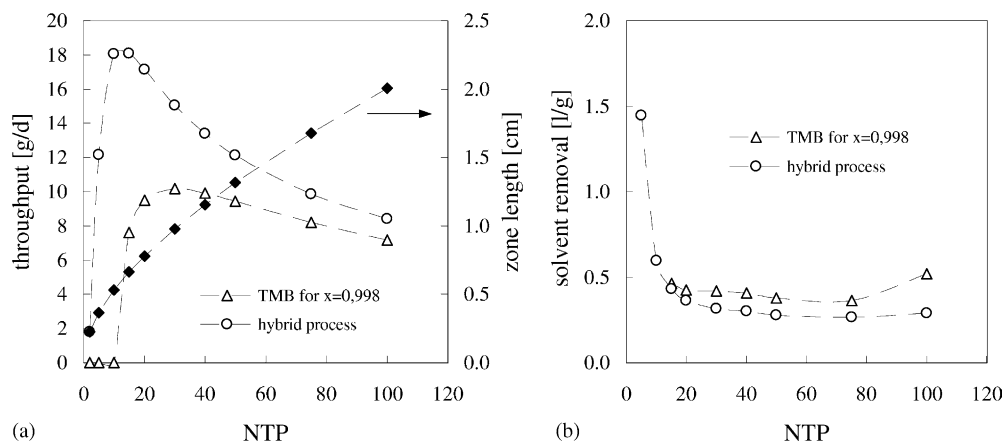 20
18
16
14
12
10
8
6
4
2
0
throughput [g/d]
2.5
2.0
1.5
1.0
0.5
0.0
zone length [cm]
TMB for x=0,998
hybrid process
0 20 40 60 80 100 120
NTP
(a)
2.0
1.5
1.0
0.5
0.0
solvent removal [l/g]
TMB for x=0,998
hybrid process
0 20 40 60 80 100 120
NTP
(b)